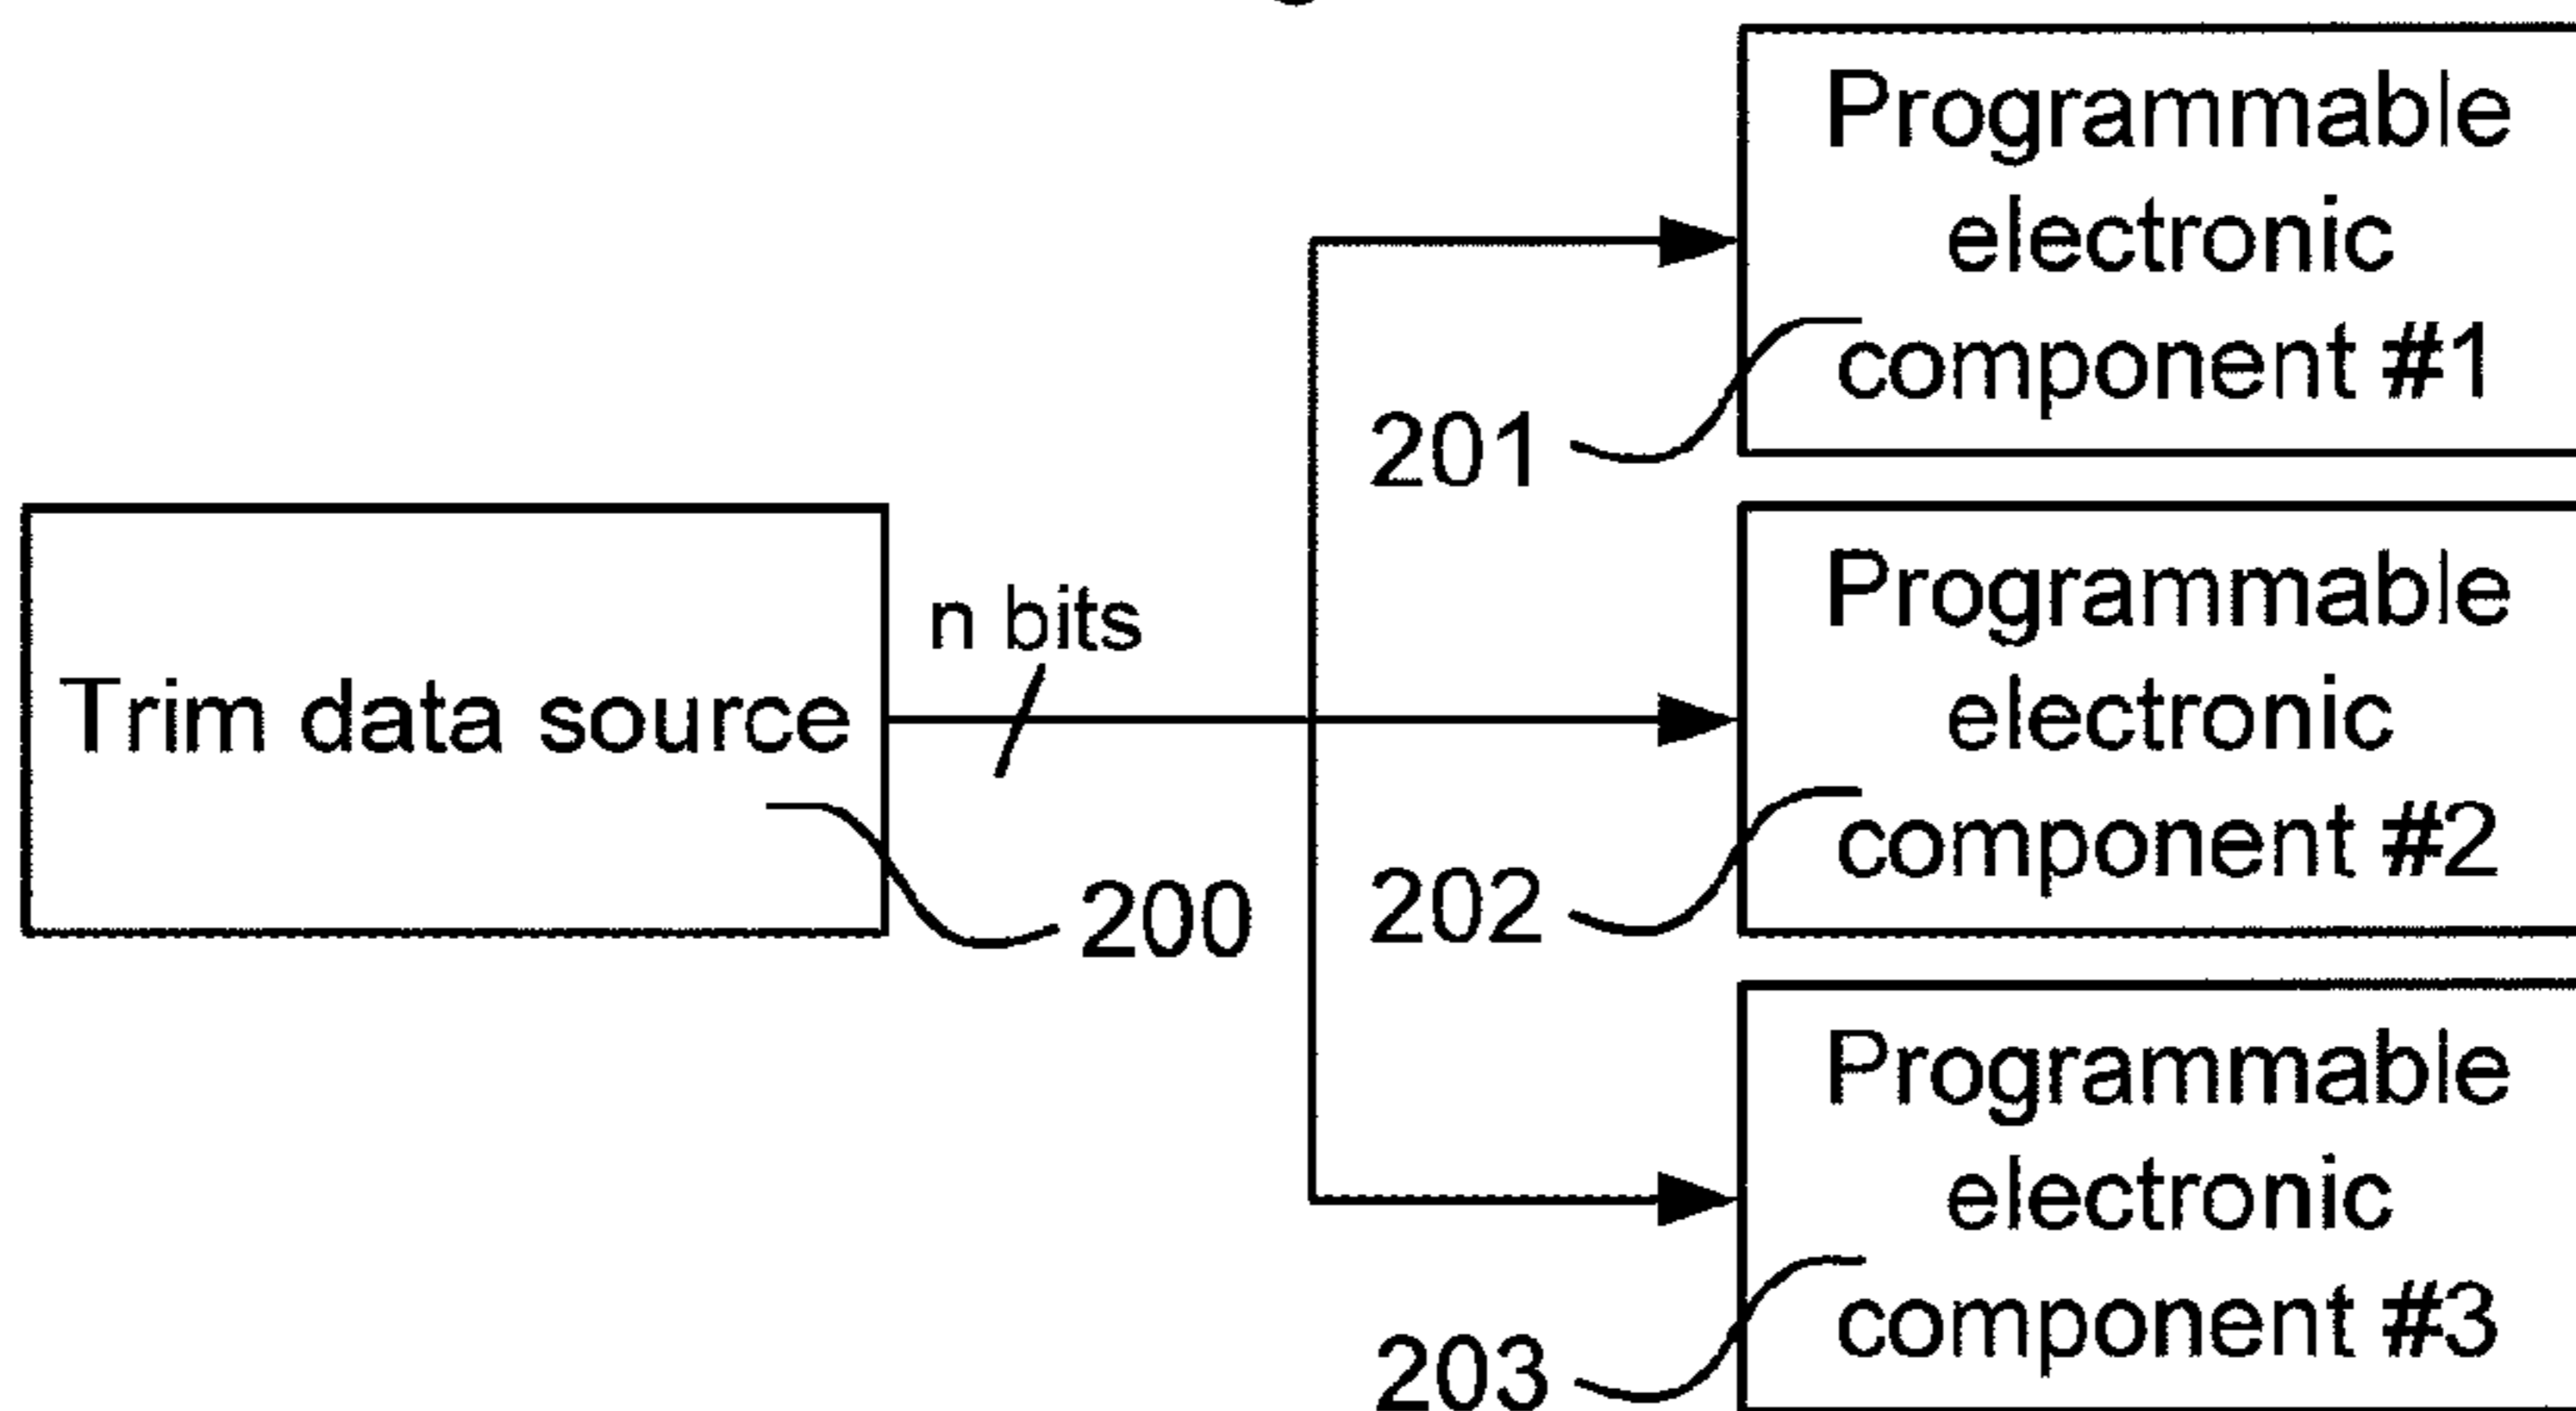 Programmable
electronic
component #1
201
Trim data source
n bits
200
Programmable
electronic
component #2
202
Programmable
electronic
component #3
203